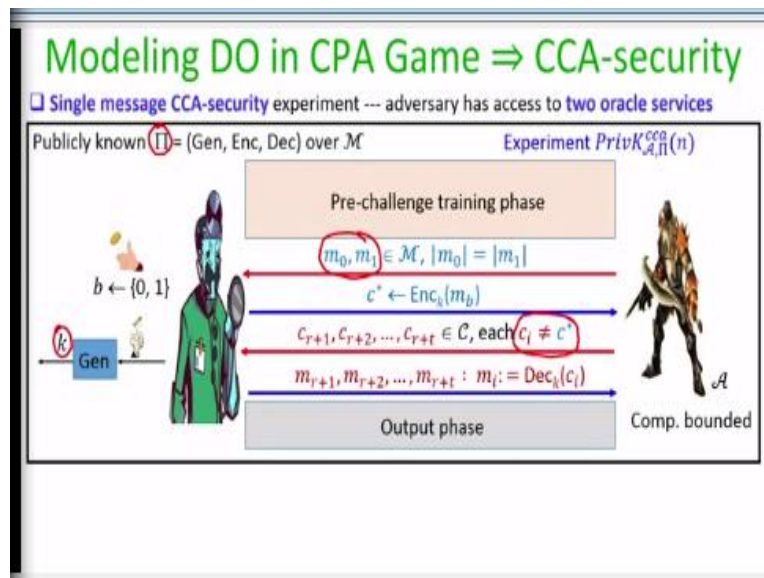 Modeling DO in CPA Game ⇒ CCA-security
❑ Single message CCA-security experiment --- adversary has access to two oracle services
Publicly known Π = (Gen, Enc, Dec) over ℳ
Experiment 𝑃𝑟𝑖𝑣𝐾^{cca}_{𝒜,Π}(𝑛)
Pre-challenge training phase
m₀, m₁ ∈ ℳ, |m₀| = |m₁|
b ← {0, 1}
c* ← Enc_k(m_b)
k
Gen
c_{r+1}, c_{r+2}, …, c_{r+t} ∈ 𝒞, each c_i ≠ c*
m_{r+1}, m_{r+2}, …, m_{r+t} : m_i := Dec_k(c_i)
𝒜
Output phase
Comp. bounded